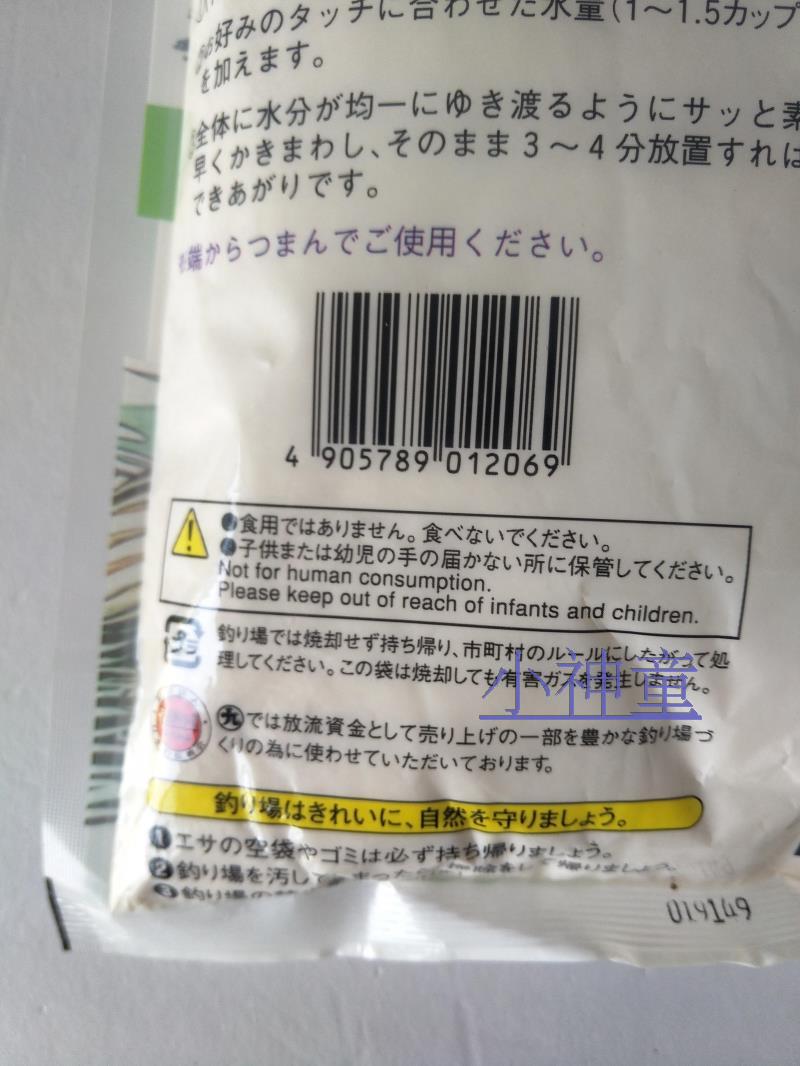 お好みのタッチに合わせた水量(1〜1.5カップ
を加えます。
全体に水分が均一にゆき渡るようにサッと素
早くかきまわし、そのまま3〜4分放置すれば
できあがりです。
端からつまんでご使用ください。
4 905789 012069
●食用ではありません。食べないでください。
●子供または幼児の手の届かない所に保管してください。
Not for human consumption.
Please keep out of reach of infants and children.
釣り場では焼却せず持ち帰り、市町村のルールにしたがって処
理してください。この袋は焼却しても有害ガスを発生しません。
小神童
九では放流資金として売り上げの一部を豊かな釣り場づ
くりの為に使わせていただいております。
釣り場はきれいに、自然を守りましょう。
❶エサの空袋やゴミは必ず持ち帰りましょう。
❷釣り場を汚して
❸釣り場の
014149